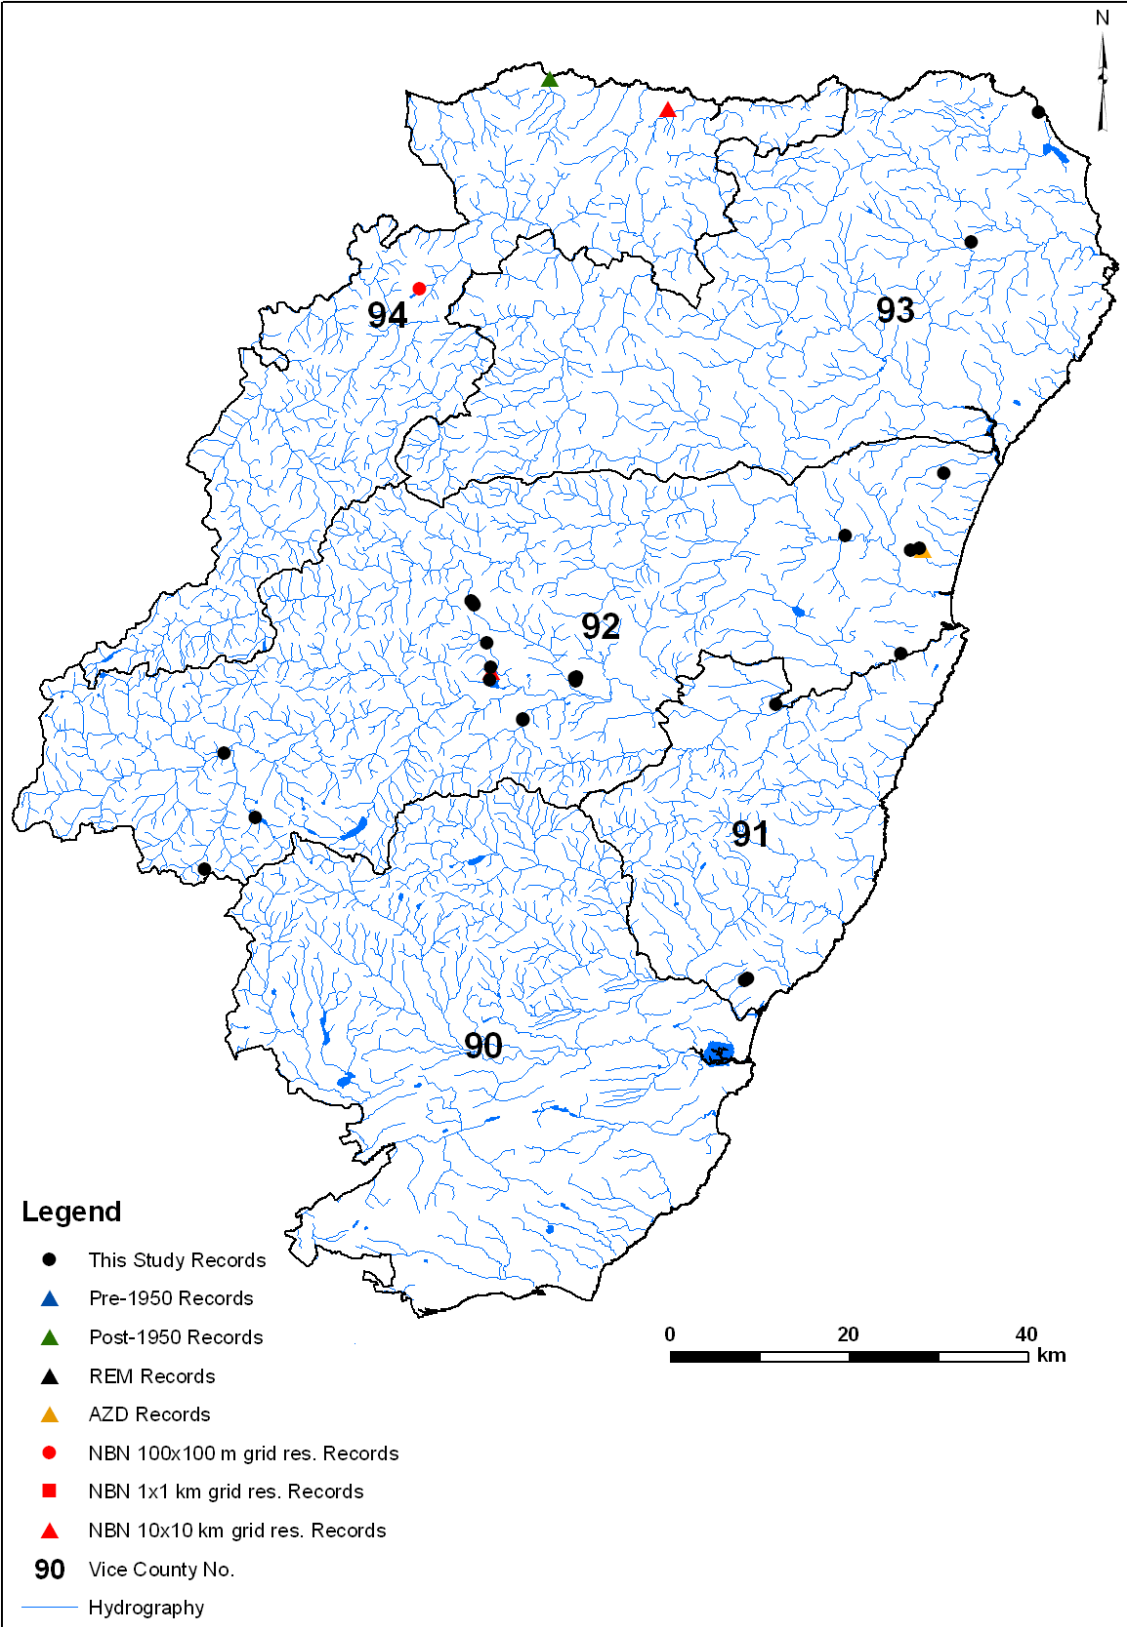 N
94
93
92
91
90
Legend
This Study Records
Pre-1950 Records
Post-1950 Records
REM Records
AZD Records
NBN 100x100 m grid res. Records
NBN 1x1 km grid res. Records
NBN 10x10 km grid res. Records
90 Vice County No.
Hydrography
0 20 40
km